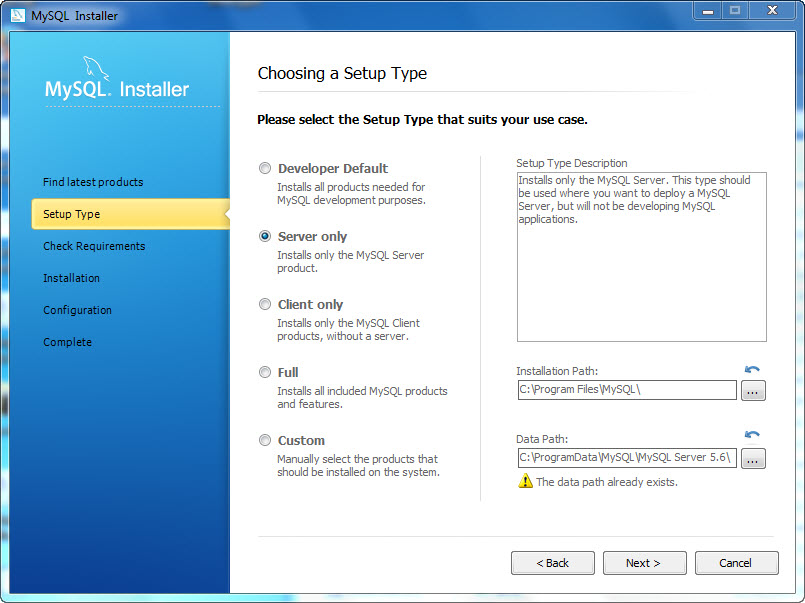 MySQL Installer
MySQL. Installer
Find latest products
Setup Type
Check Requirements
Installation
Configuration
Complete
Choosing a Setup Type
Please select the Setup Type that suits your use case.
Developer Default
Installs all products needed for
MySQL development purposes.
Server only
Installs only the MySQL Server
product.
Client only
Installs only the MySQL Client
products, without a server.
Full
Installs all included MySQL products
and features.
Custom
Manually select the products that
should be installed on the system.
Setup Type Description
Installs only the MySQL Server. This type should
be used where you want to deploy a MySQL
Server, but will not be developing MySQL
applications.
Installation Path:
C:\Program Files\MySQL\
...
Data Path:
C:\ProgramData\MySQL\MySQL Server 5.6\
...
The data path already exists.
< Back
Next >
Cancel